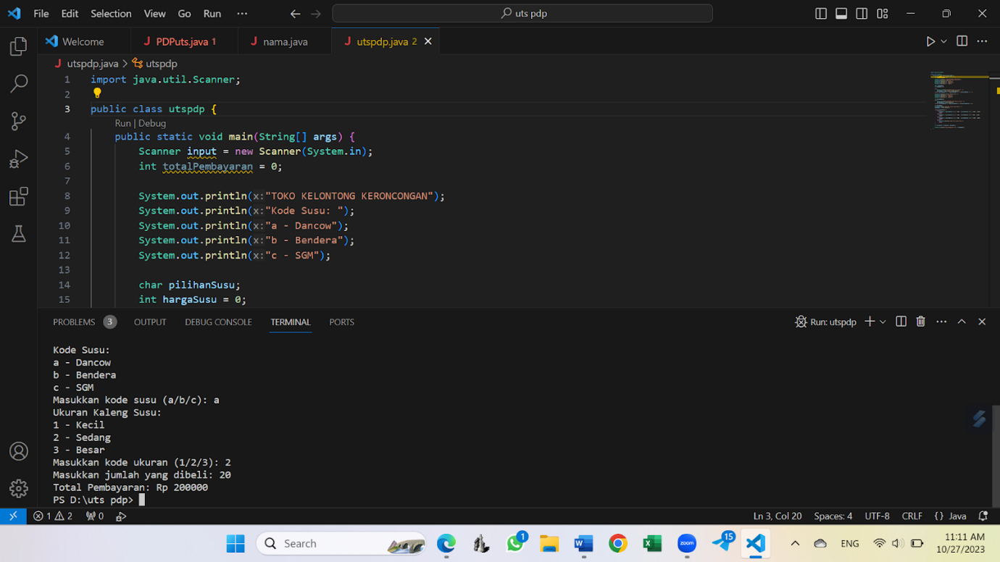 File Edit Selection View Go Run ···
uts pdp
Welcome
PDPuts.java 1
nama.java
utspdp.java 2
utspdp.java > utspdp
1 import java.util.Scanner;
2
3 public class utspdp {
Run | Debug
4 public static void main(String[] args) {
5 Scanner input = new Scanner(System.in);
6 int totalPembayaran = 0;
7
8 System.out.println(x:"TOKO KELONTONG KERONCONGAN");
9 System.out.println(x:"Kode Susu: ");
10 System.out.println(x:"a - Dancow");
11 System.out.println(x:"b - Bendera");
12 System.out.println(x:"c - SGM");
13
14 char pilihanSusu;
15 int hargaSusu = 0;
PROBLEMS 3 OUTPUT DEBUG CONSOLE TERMINAL PORTS
Run: utspdp
Kode Susu:
a - Dancow
b - Bendera
c - SGM
Masukkan kode susu (a/b/c): a
Ukuran Kaleng Susu:
1 - Kecil
2 - Sedang
3 - Besar
Masukkan kode ukuran (1/2/3): 2
Masukkan jumlah yang dibeli: 20
Total Pembayaran: Rp 200000
PS D:\uts pdp>
1 2 0
Ln 3, Col 20 Spaces: 4 UTF-8 CRLF {} Java
Search
1
zoom
15
ENG
11:11 AM
10/27/2023